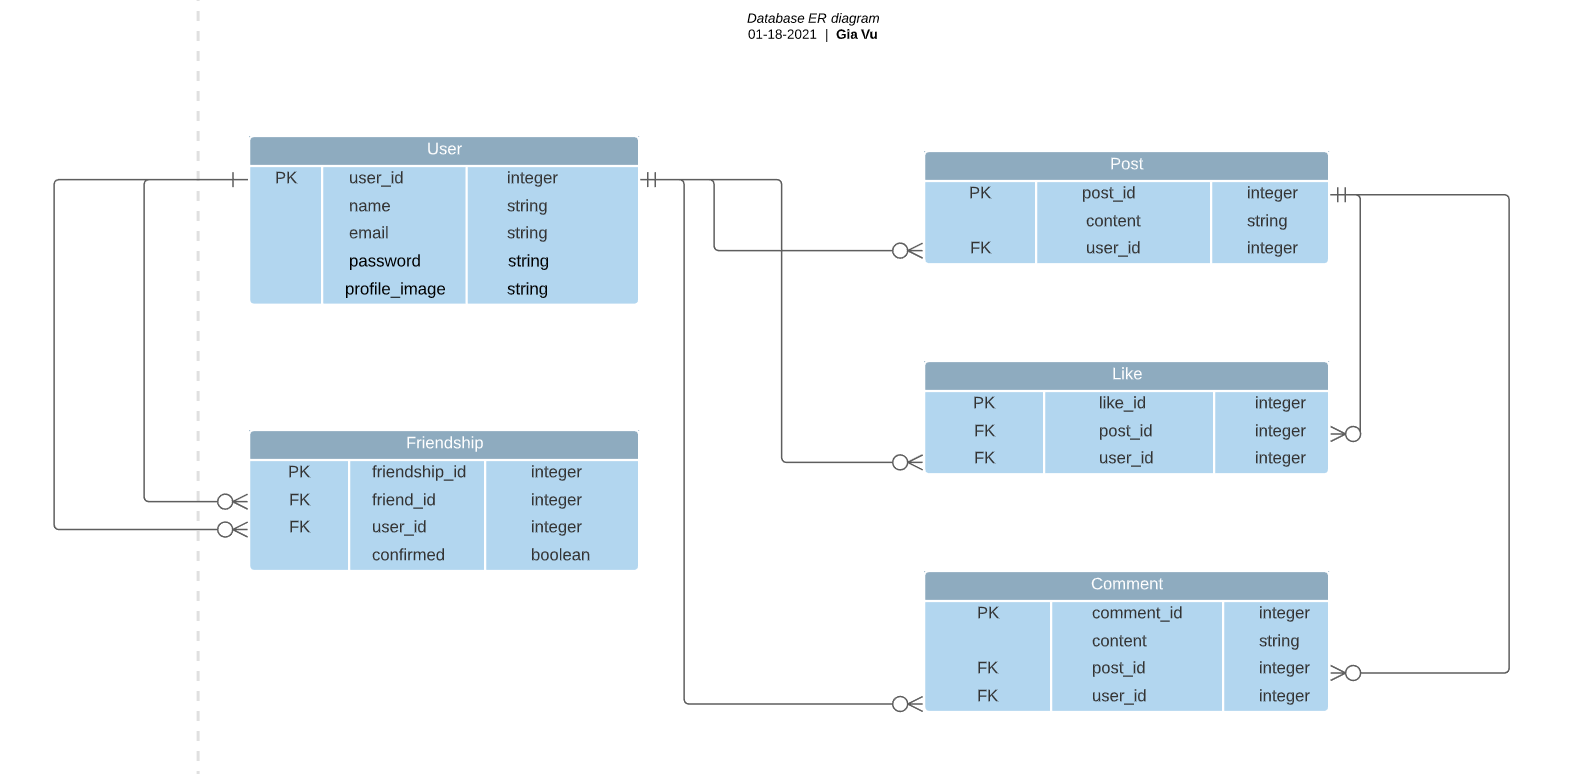 Database ER diagram
01-18-2021 | Gia Vu
User
PK user_id integer
name string
email string
password string
profile_image string
Friendship
PK friendship_id integer
FK friend_id integer
FK user_id integer
confirmed boolean
Post
PK post_id integer
content string
FK user_id integer
Like
PK like_id integer
FK post_id integer
FK user_id integer
Comment
PK comment_id integer
content string
FK post_id integer
FK user_id integer